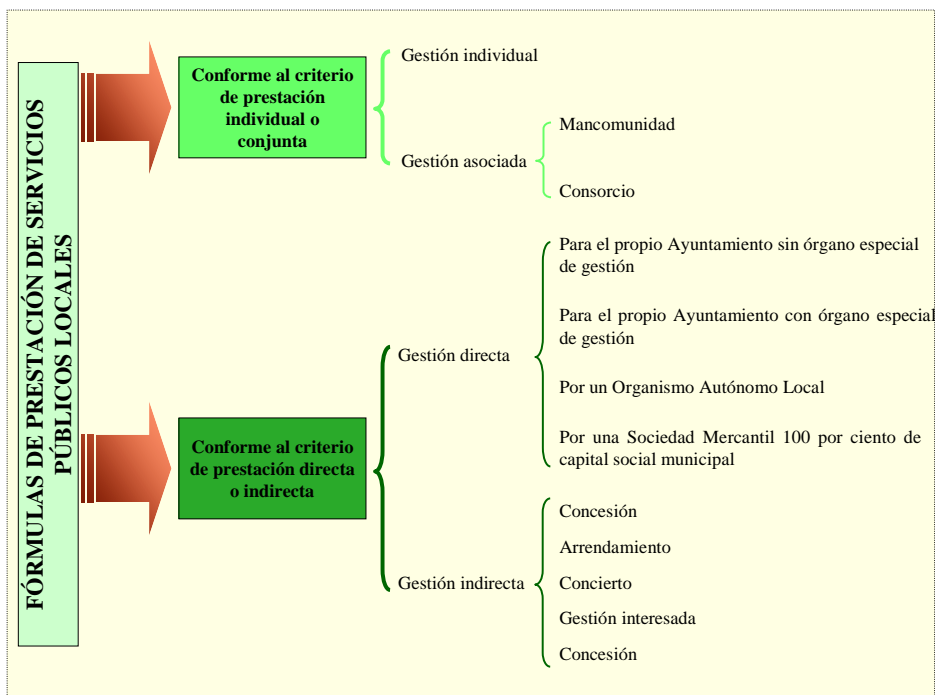 FÓRMULAS DE PRESTACIÓN DE SERVICIOS
PÚBLICOS LOCALES
Conforme al criterio
de prestación
individual o
conjunta
Gestión individual
Gestión asociada
Mancomunidad
Consorcio
Conforme al criterio
de prestación directa
o indirecta
Gestión directa
Para el propio Ayuntamiento sin órgano especial
de gestión
Para el propio Ayuntamiento con órgano especial
de gestión
Por un Organismo Autónomo Local
Por una Sociedad Mercantil 100 por ciento de
capital social municipal
Gestión indirecta
Concesión
Arrendamiento
Concierto
Gestión interesada
Concesión